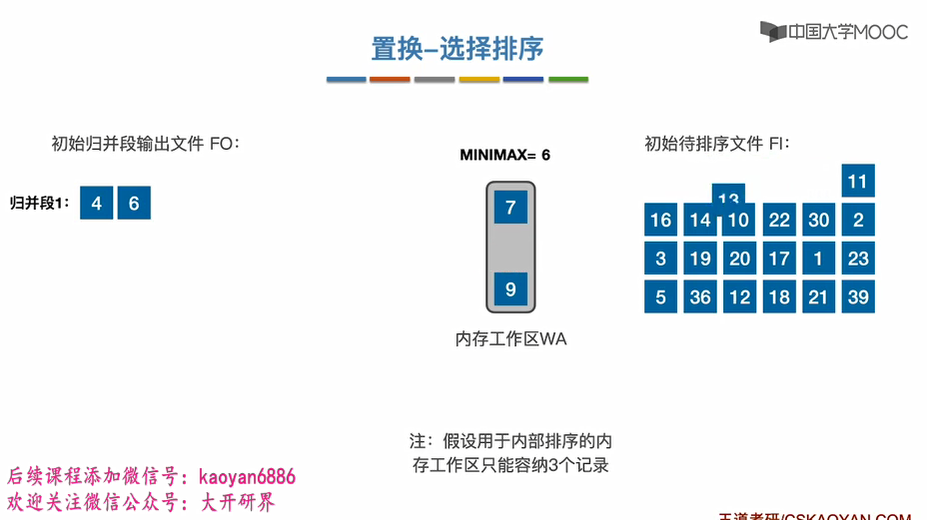 中国大学MOOC
置换–选择排序
初始归并段输出文件 FO：
MINIMAX= 6
初始待排序文件 FI：
归并段1： 4 6
7
9
内存工作区WA
11
13
16 14 10 22 30 2
3 19 20 17 1 23
5 36 12 18 21 39
注：假设用于内部排序的内
存工作区只能容纳3个记录
后续课程添加微信号：kaoyan6886
欢迎关注微信公众号：大开研界
王道考研/CSKAOYAN.COM